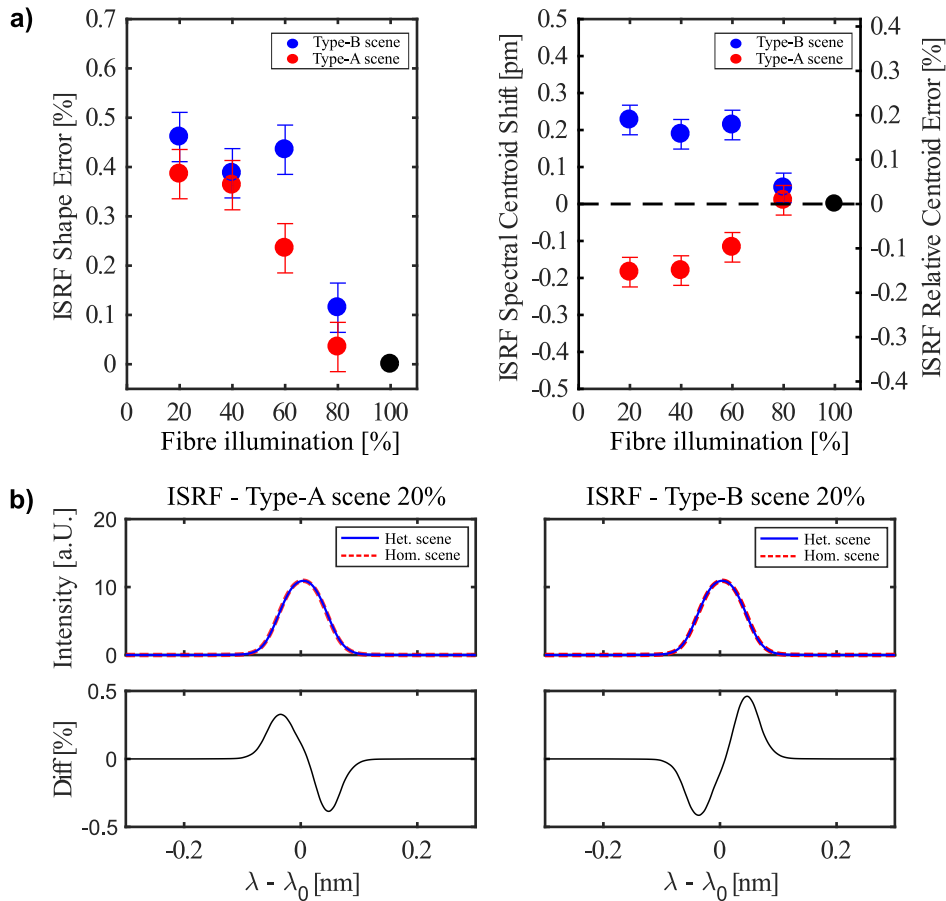 a)
ISRF Shape Error [%]
0.7
0.6
0.5
0.4
0.3
0.2
0.1
0
Type-B scene
Type-A scene
0 20 40 60 80 100
Fibre illumination [%]
ISRF Spectral Centroid Shift [pm]
0.5
0.4
0.3
0.2
0.1
0
-0.1
-0.2
-0.3
-0.4
-0.5
Type-B scene
Type-A scene
0.4
0.3
0.2
0.1
0
-0.1
-0.2
-0.3
-0.4
ISRF Relative Centroid Error [%]
0 20 40 60 80 100
Fibre illumination [%]
b)
ISRF - Type-A scene 20%
Intensity [a.U.]
20
10
0
Het. scene
Hom. scene
Diff [%]
0.5
0
-0.5
-0.2 0 0.2
λ - λ0 [nm]
ISRF - Type-B scene 20%
Het. scene
Hom. scene
-0.2 0 0.2
λ - λ0 [nm]